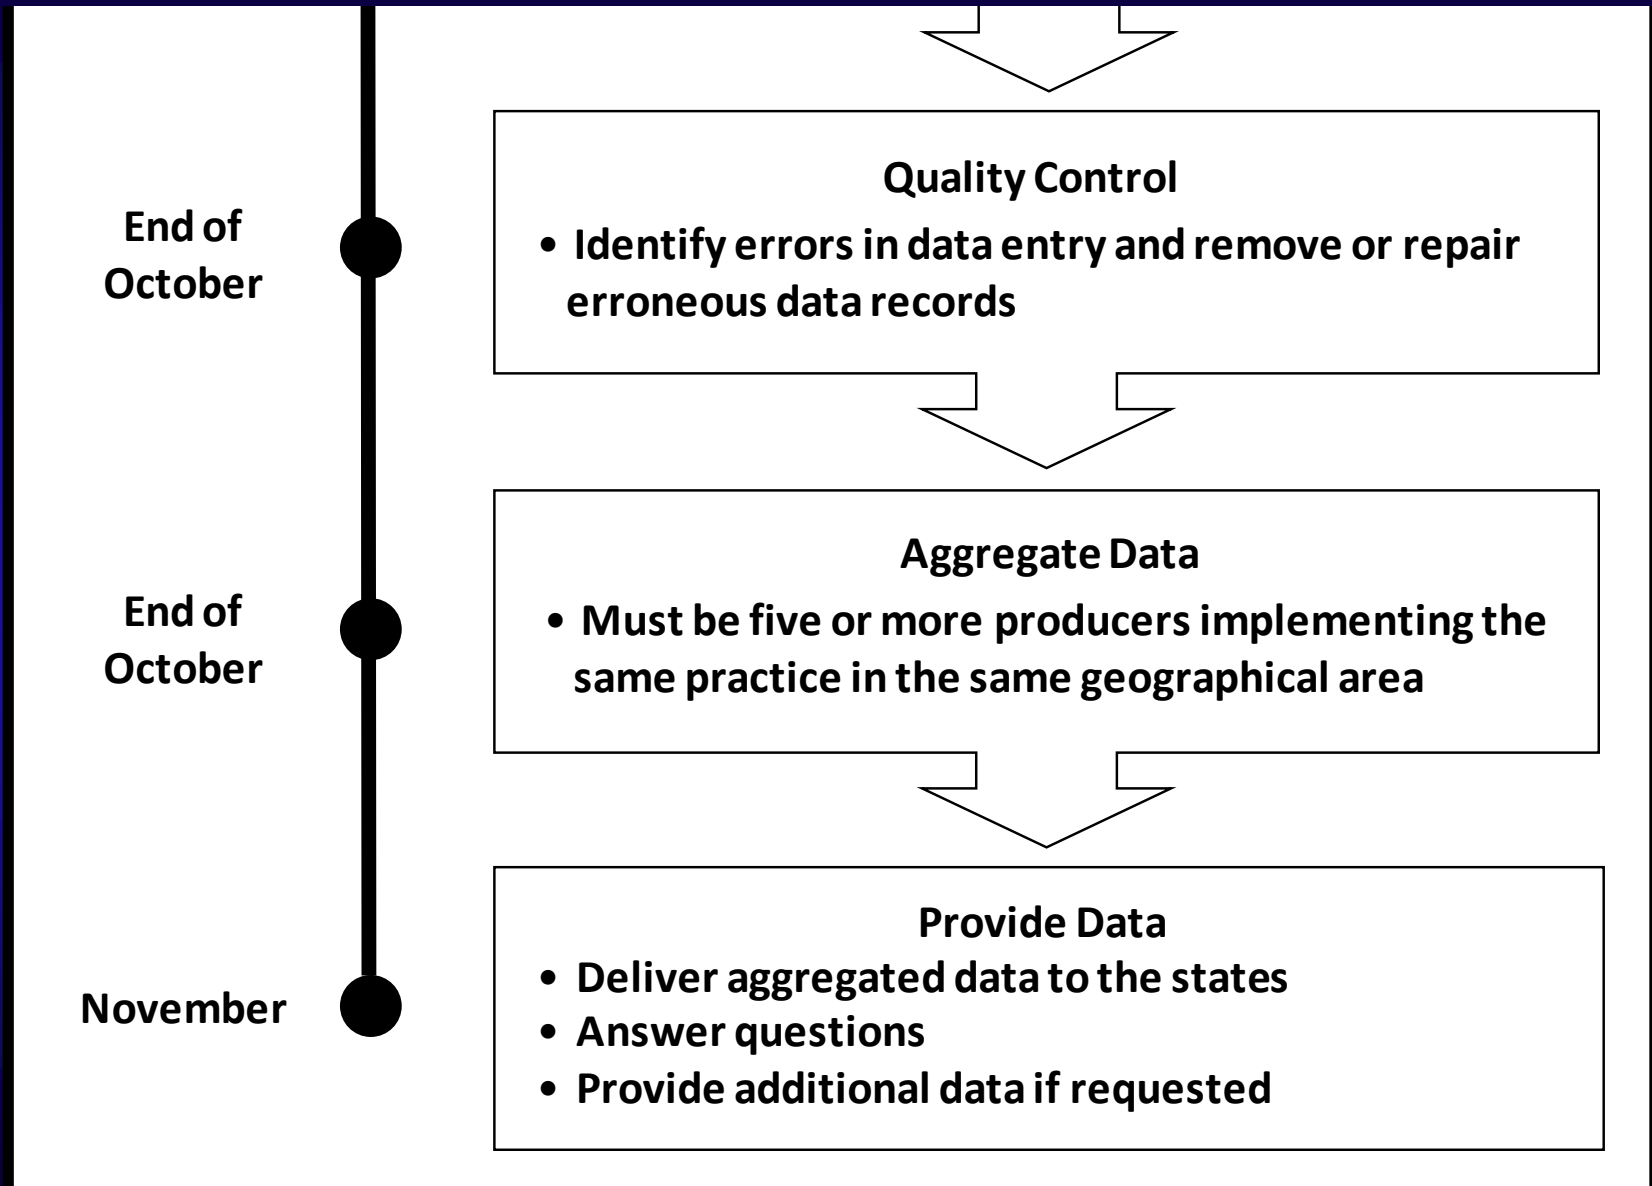 End of
October
Quality Control
• Identify errors in data entry and remove or repair
erroneous data records
End of
October
Aggregate Data
• Must be five or more producers implementing the
same practice in the same geographical area
November
Provide Data
• Deliver aggregated data to the states
• Answer questions
• Provide additional data if requested